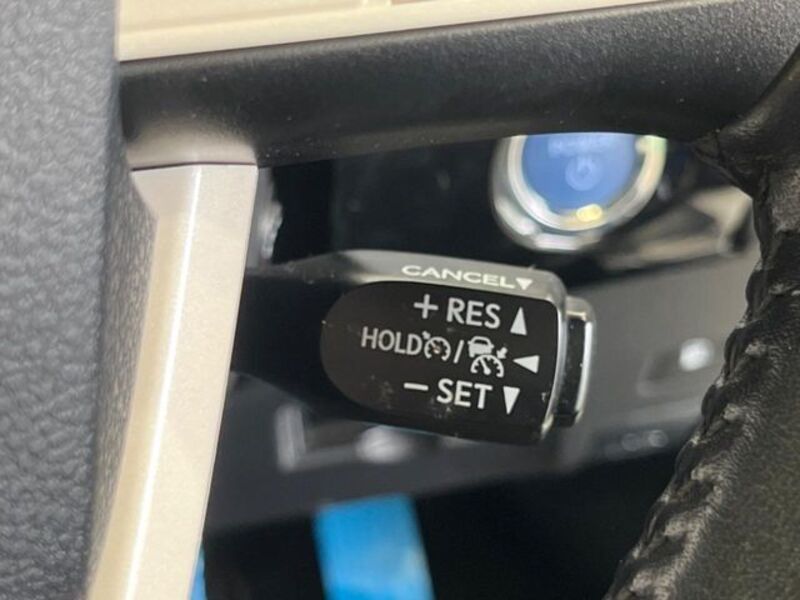 CANCEL▼
+ RES ▲
HOLD / ◀
− SET ▼